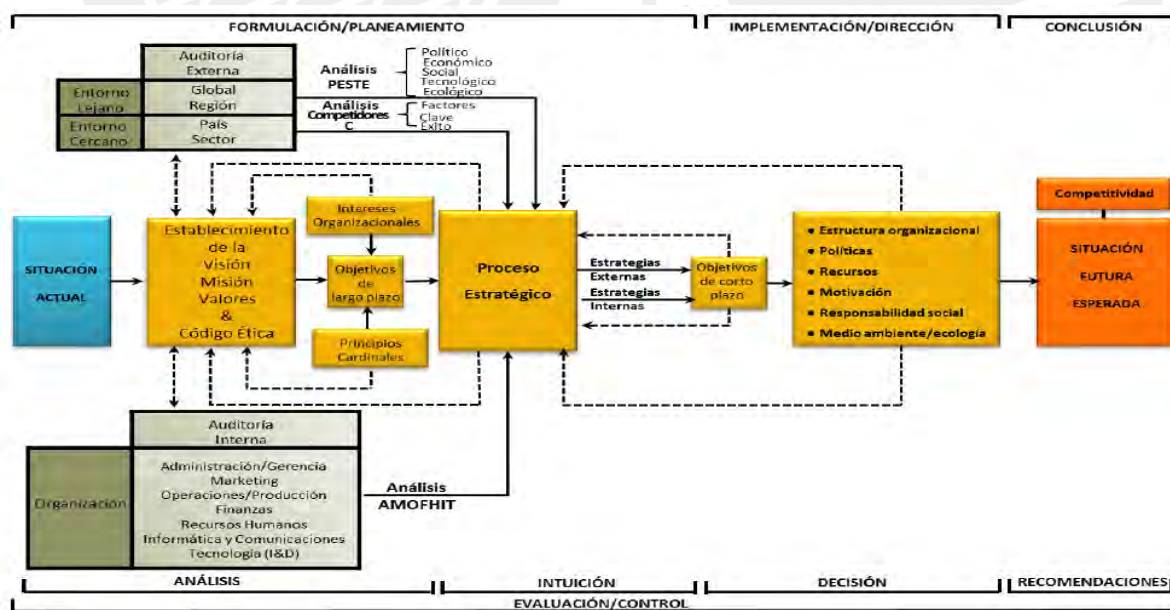 FORMULACIÓN/PLANEAMIENTO
IMPLEMENTACIÓN/DIRECCIÓN
CONCLUSIÓN
Auditoría
Externa
Entorno
Lejano
Global
Región
Entorno
Cercano
País
Sector
Análisis
PESTE
Político
Económico
Social
Tecnológico
Ecológico
Análisis
Competidores
C
Factores
Clave
Éxito
SITUACIÓN
ACTUAL
Establecimiento
de la
Visión
Misión
Valores
&
Código Ética
Intereses
Organizacionales
Objetivos
de
largo plazo
Principios
Cardinales
Proceso
Estratégico
Estrategias
Externas
Estrategias
Internas
Objetivos
de corto
plazo
• Estructura organizacional
• Políticas
• Recursos
• Motivación
• Responsabilidad social
• Medio ambiente/ecología
Competitividad
SITUACIÓN
FUTURA
ESPERADA
Auditoría
Interna
Organización
Administración/Gerencia
Marketing
Operaciones/Producción
Finanzas
Recursos Humanos
Informática y Comunicaciones
Tecnología (I&D)
Análisis
AMOFHIT
ANÁLISIS
INTUICIÓN
DECISIÓN
RECOMENDACIONES
EVALUACIÓN/CONTROL